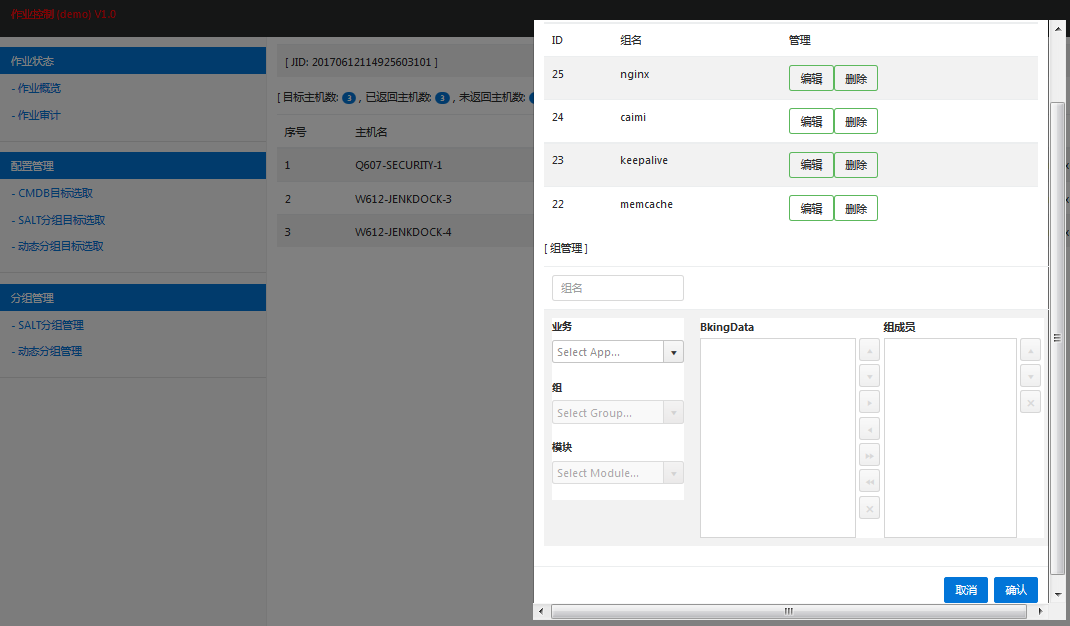 作业控制 (demo) V1.0
作业状态
- 作业概览
- 作业审计
配置管理
- CMDB目标选取
- SALT分组目标选取
- 动态分组目标选取
分组管理
- SALT分组管理
- 动态分组管理
[ JID: 20170612114925603101 ]
[ 目标主机数: 3 , 已返回主机数: 3 , 未返回主机数:
序号 主机名
1 Q607-SECURITY-1
2 W612-JENKDOCK-3
3 W612-JENKDOCK-4
ID 组名 管理
25 nginx 编辑 删除
24 caimi 编辑 删除
23 keepalive 编辑 删除
22 memcache 编辑 删除
[ 组管理 ]
组名
业务 BkingData 组成员
Select App...
组
Select Group...
模块
Select Module...
取消 确认